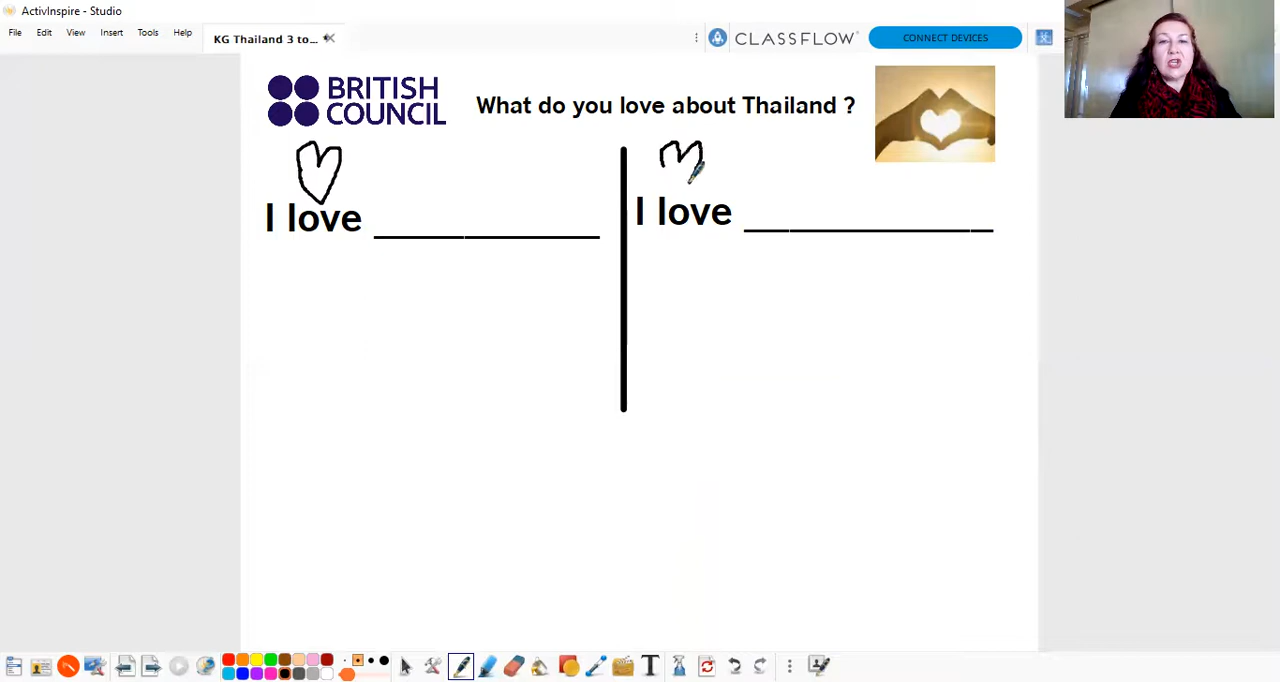 ActivInspire - Studio
File Edit View Insert Tools Help
KG Thailand 3 to...
CLASSFLOW
CONNECT DEVICES
BRITISH
COUNCIL
What do you love about Thailand ?
I love ____________
I love ____________
T